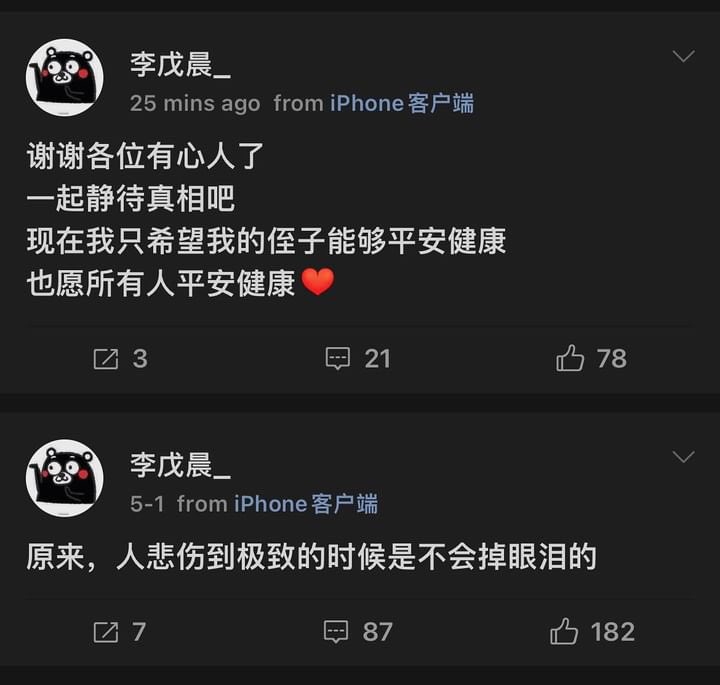 李戊晨_
25 mins ago from iPhone客户端
谢谢各位有心人了
一起静待真相吧
现在我只希望我的侄子能够平安健康
也愿所有人平安健康❤️
3 21 78
李戊晨_
5-1 from iPhone客户端
原来，人悲伤到极致的时候是不会掉眼泪的
7 87 182